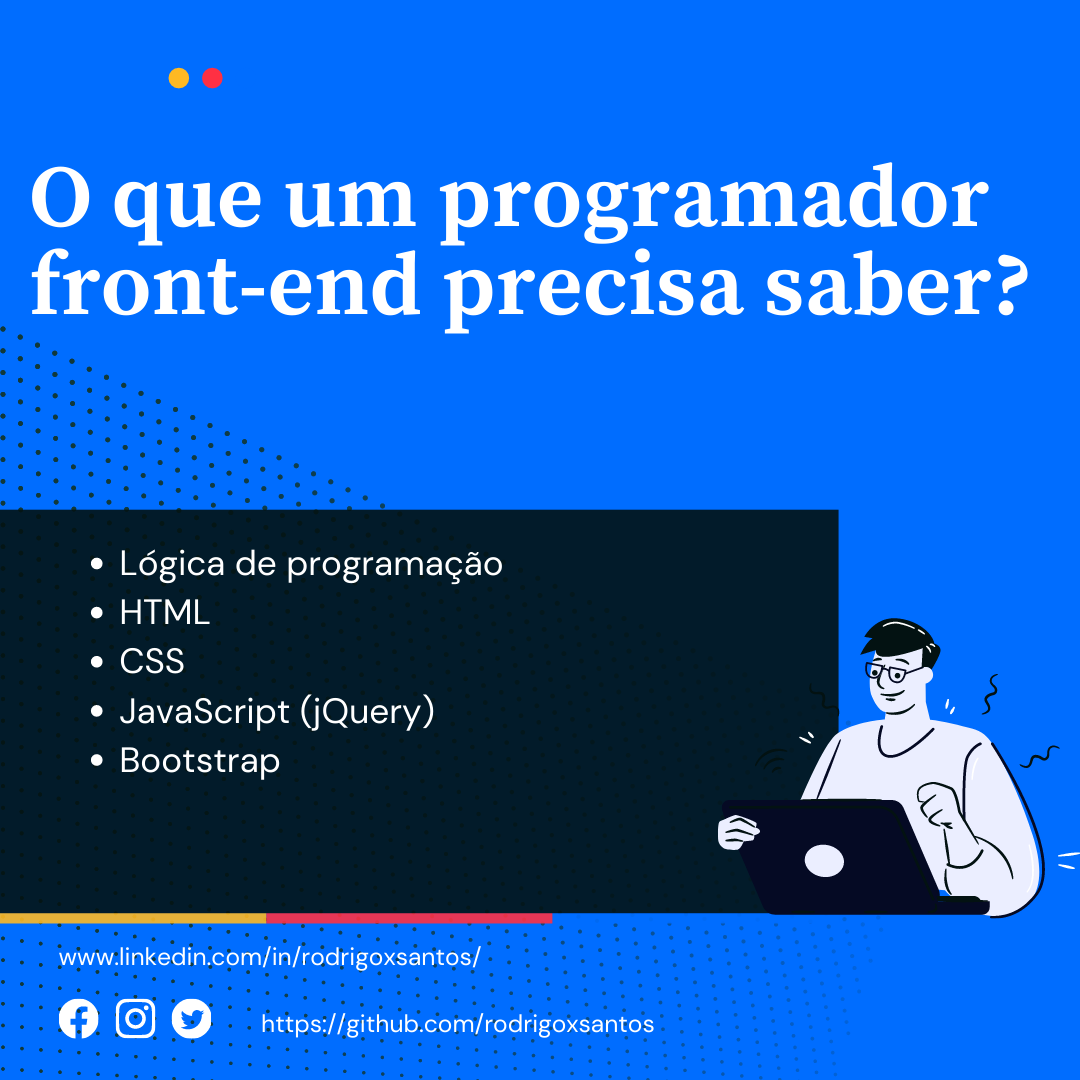 O que um programador
front-end precisa saber?
Lógica de programação
HTML
CSS
JavaScript (jQuery)
Bootstrap
www.linkedin.com/in/rodrigoxsantos/
https://github.com/rodrigoxsantos